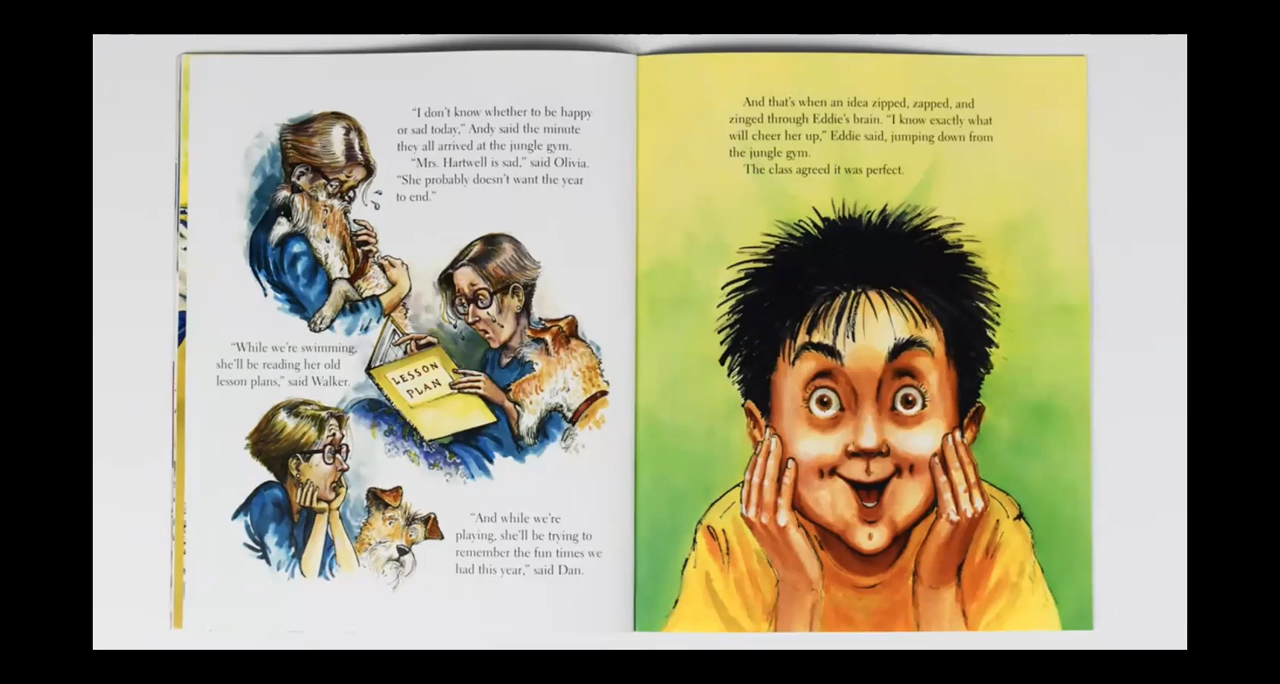 “I don’t know whether to be happy
or sad today,” Andy said the minute
they all arrived at the jungle gym.
“Mrs. Hartwell is sad,” said Olivia.
“She probably doesn’t want the year
to end.”
“While we’re swimming,
she’ll be reading her old
lesson plans,” said Walker.
LESSON
PLAN
“And while we’re
playing, she’ll be trying to
remember the fun times we
had this year,” said Dan.
And that’s when an idea zipped, zapped, and
zinged through Eddie’s brain. “I know exactly what
will cheer her up,” Eddie said, jumping down from
the jungle gym.
The class agreed it was perfect.